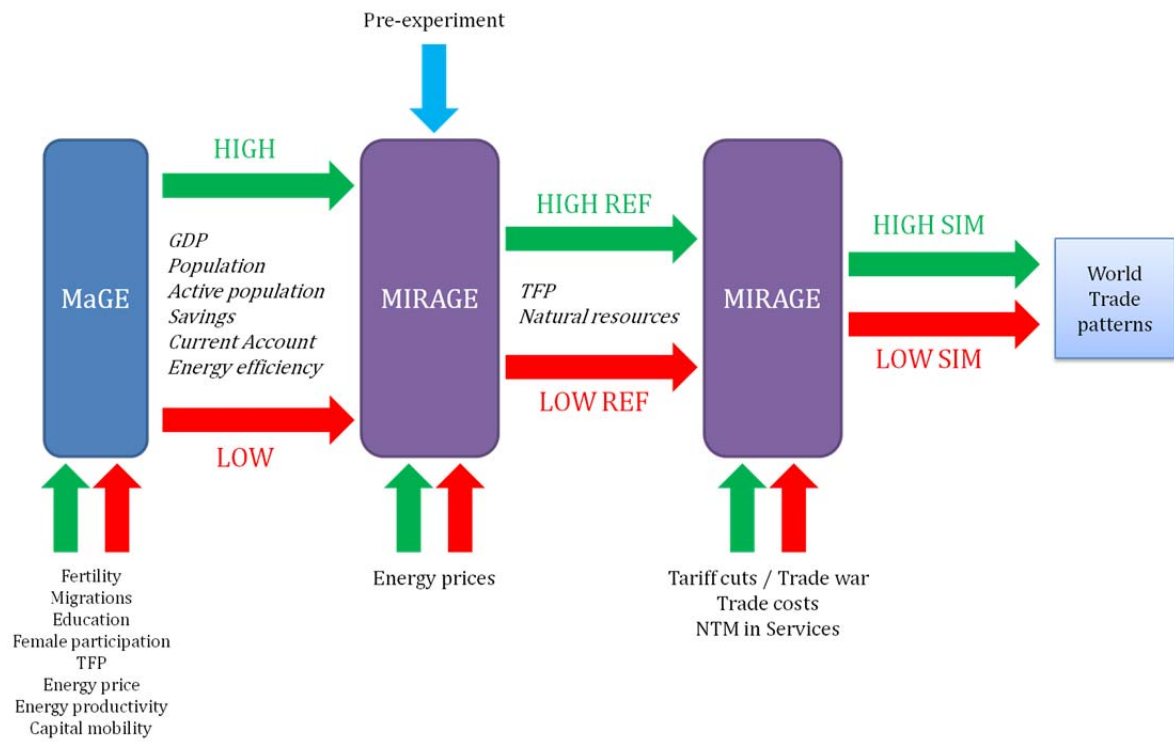 Pre-experiment
HIGH
HIGH REF
HIGH SIM
MaGE
GDP
Population
Active population
Savings
Current Account
Energy efficiency
MIRAGE
TFP
Natural resources
MIRAGE
World
Trade
patterns
LOW
LOW REF
LOW SIM
Fertility
Migrations
Education
Female participation
TFP
Energy price
Energy productivity
Capital mobility
Energy prices
Tariff cuts / Trade war
Trade costs
NTM in Services